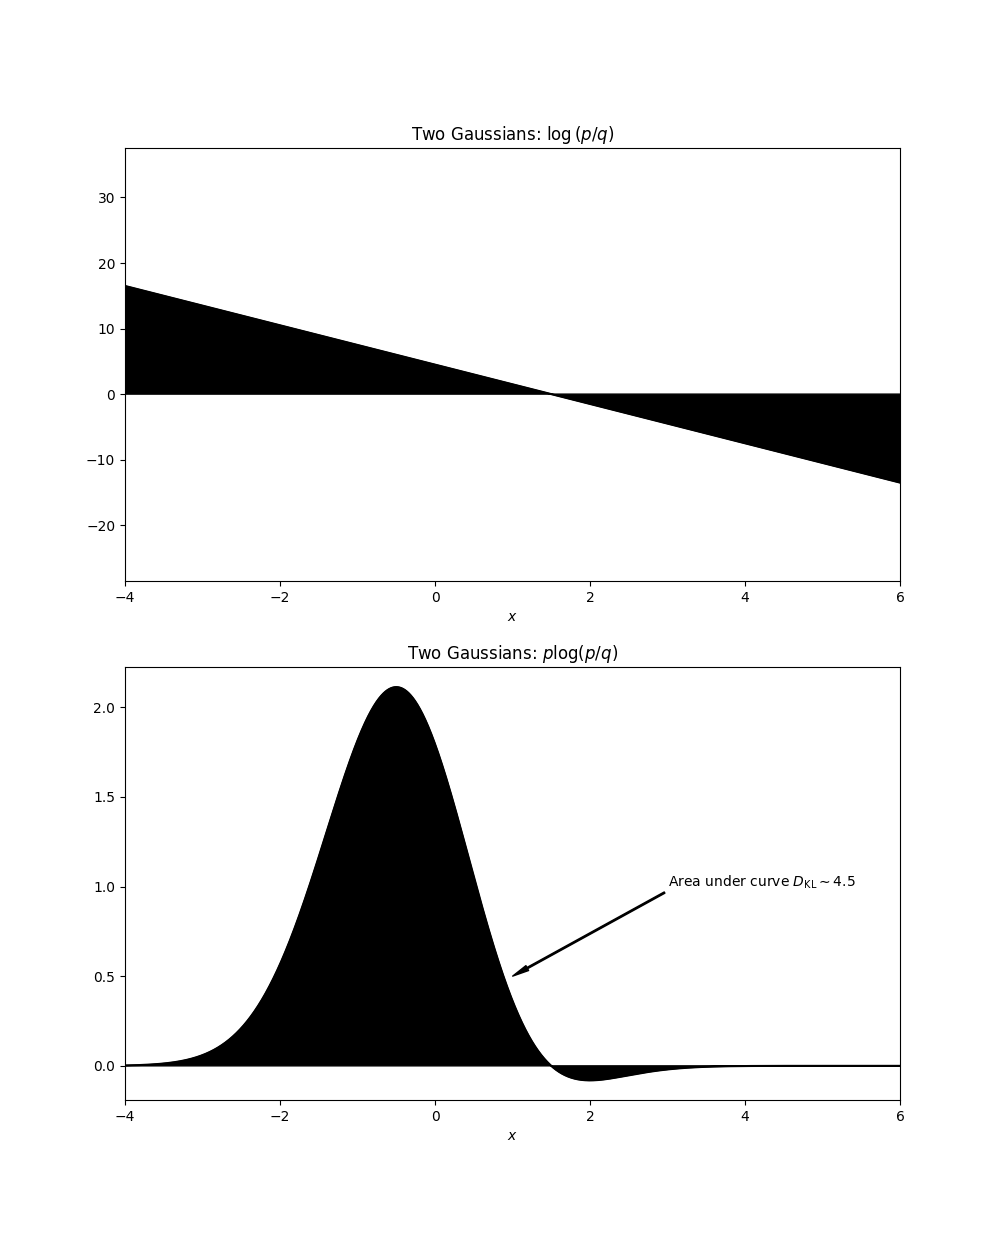 Two Gaussians: log (p/q)
30
20
10
0
−10
−20
−4 −2 0 2 4 6
x
Two Gaussians: plog(p/q)
2.0
1.5
1.0
Area under curve D_KL ~ 4.5
0.5
0.0
−4 −2 0 2 4 6
x